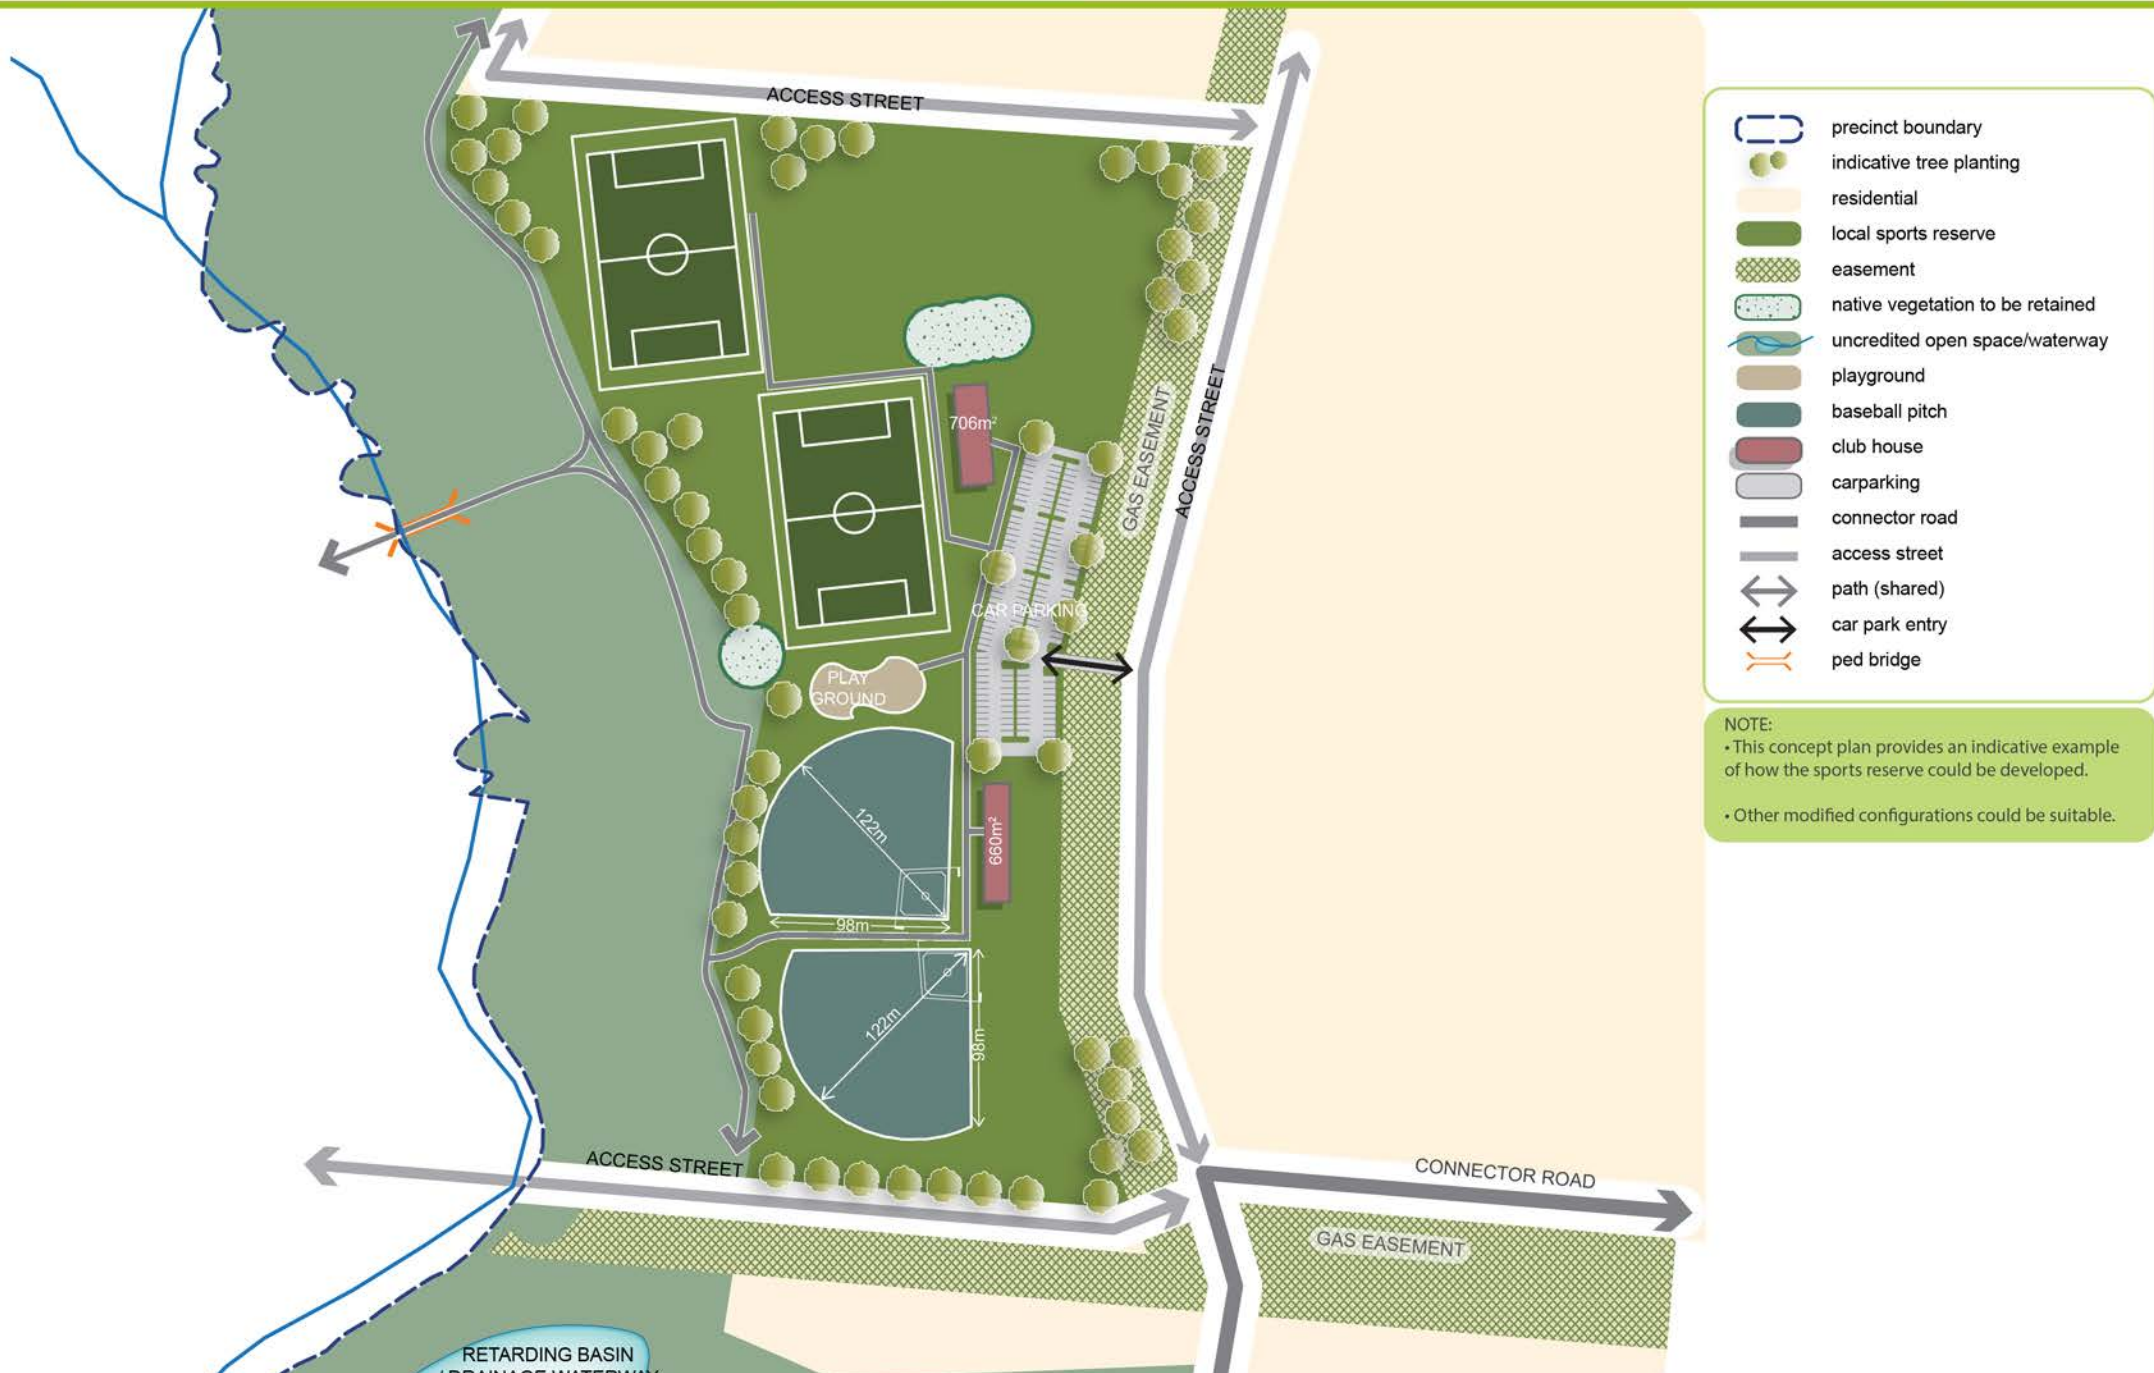 ACCESS STREET
706m²
GAS EASEMENT
ACCESS STREET
CAR PARKING
PLAY
GROUND
122m
660m²
98m
122m
98m
ACCESS STREET
CONNECTOR ROAD
GAS EASEMENT
RETARDING BASIN
/ DRAINAGE WATERWAY
precinct boundary
indicative tree planting
residential
local sports reserve
easement
native vegetation to be retained
uncredited open space/waterway
playground
baseball pitch
club house
carparking
connector road
access street
path (shared)
car park entry
ped bridge
NOTE:
• This concept plan provides an indicative example
of how the sports reserve could be developed.
• Other modified configurations could be suitable.